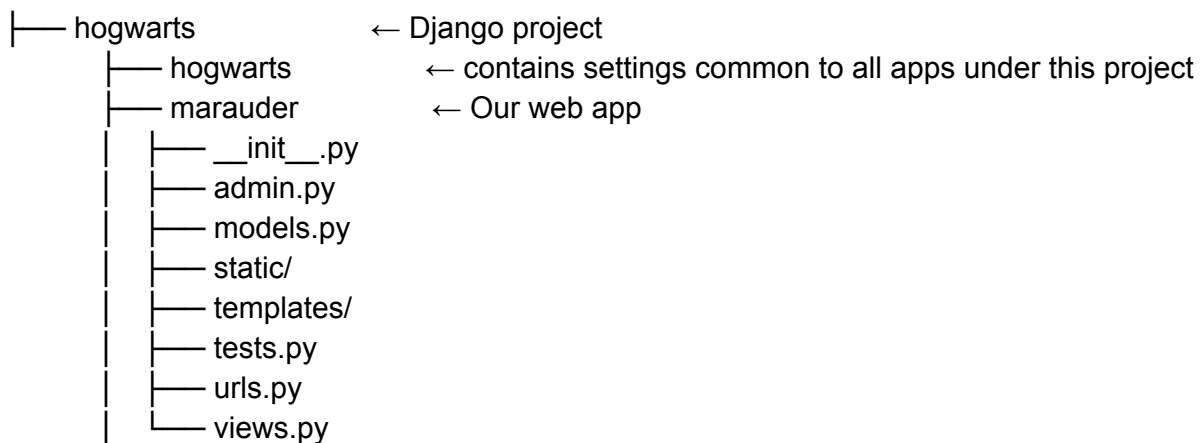 ├── hogwarts ← Django project
├── hogwarts ← contains settings common to all apps under this project
├── marauder ← Our web app
│ ├── __init__.py
│ ├── admin.py
│ ├── models.py
│ ├── static/
│ ├── templates/
│ ├── tests.py
│ ├── urls.py
│ └── views.py